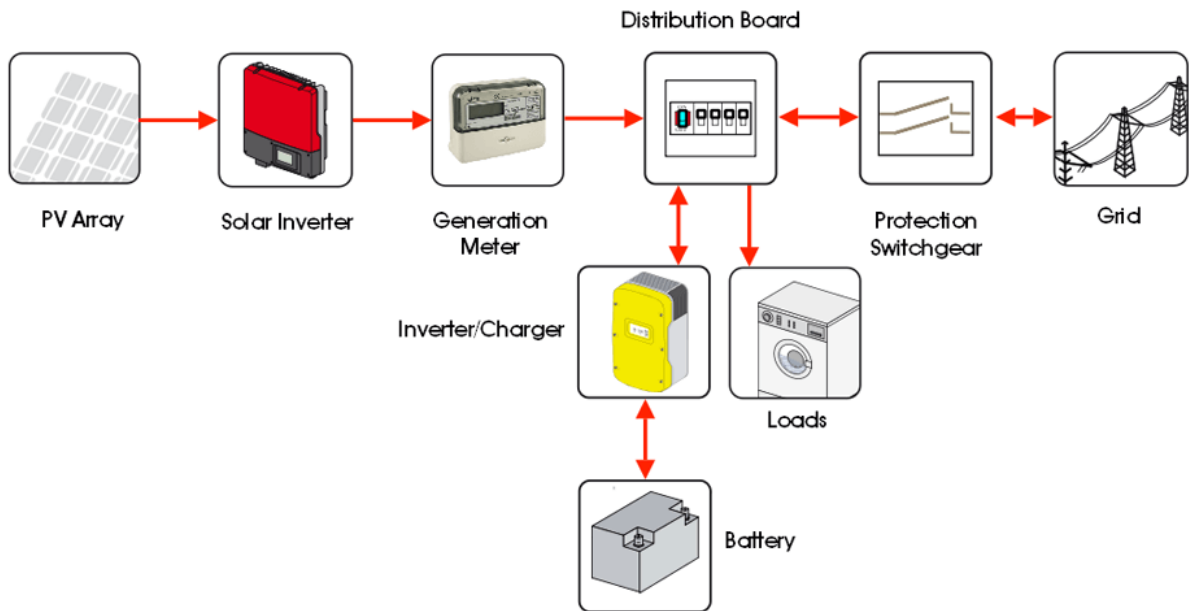 Distribution Board
PV Array
Solar Inverter
Generation
Meter
Protection
Switchgear
Grid
Inverter/Charger
Loads
Battery